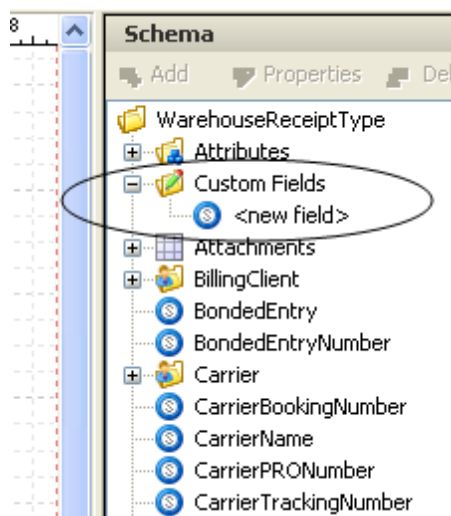 8
Schema
Add Properties
WarehouseReceiptType
Attributes
Custom Fields
<new field>
Attachments
BillingClient
BondedEntry
BondedEntryNumber
Carrier
CarrierBookingNumber
CarrierName
CarrierPRONumber
CarrierTrackingNumber